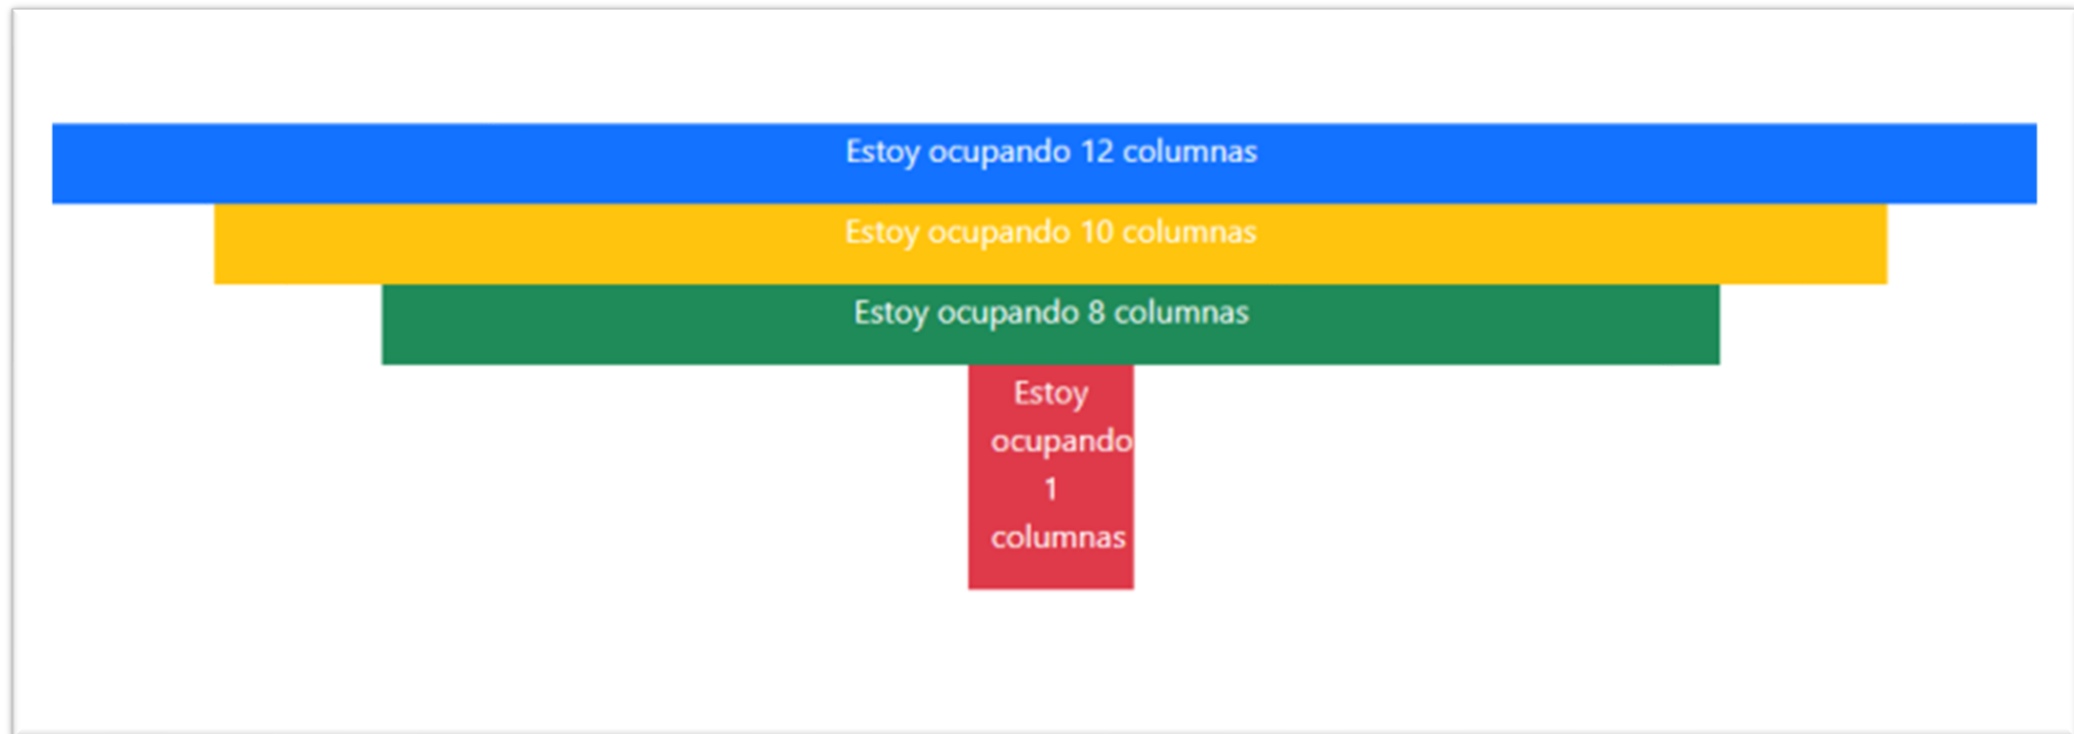 Estoy ocupando 12 columnas
Estoy ocupando 10 columnas
Estoy ocupando 8 columnas
Estoy
ocupando
1
columnas